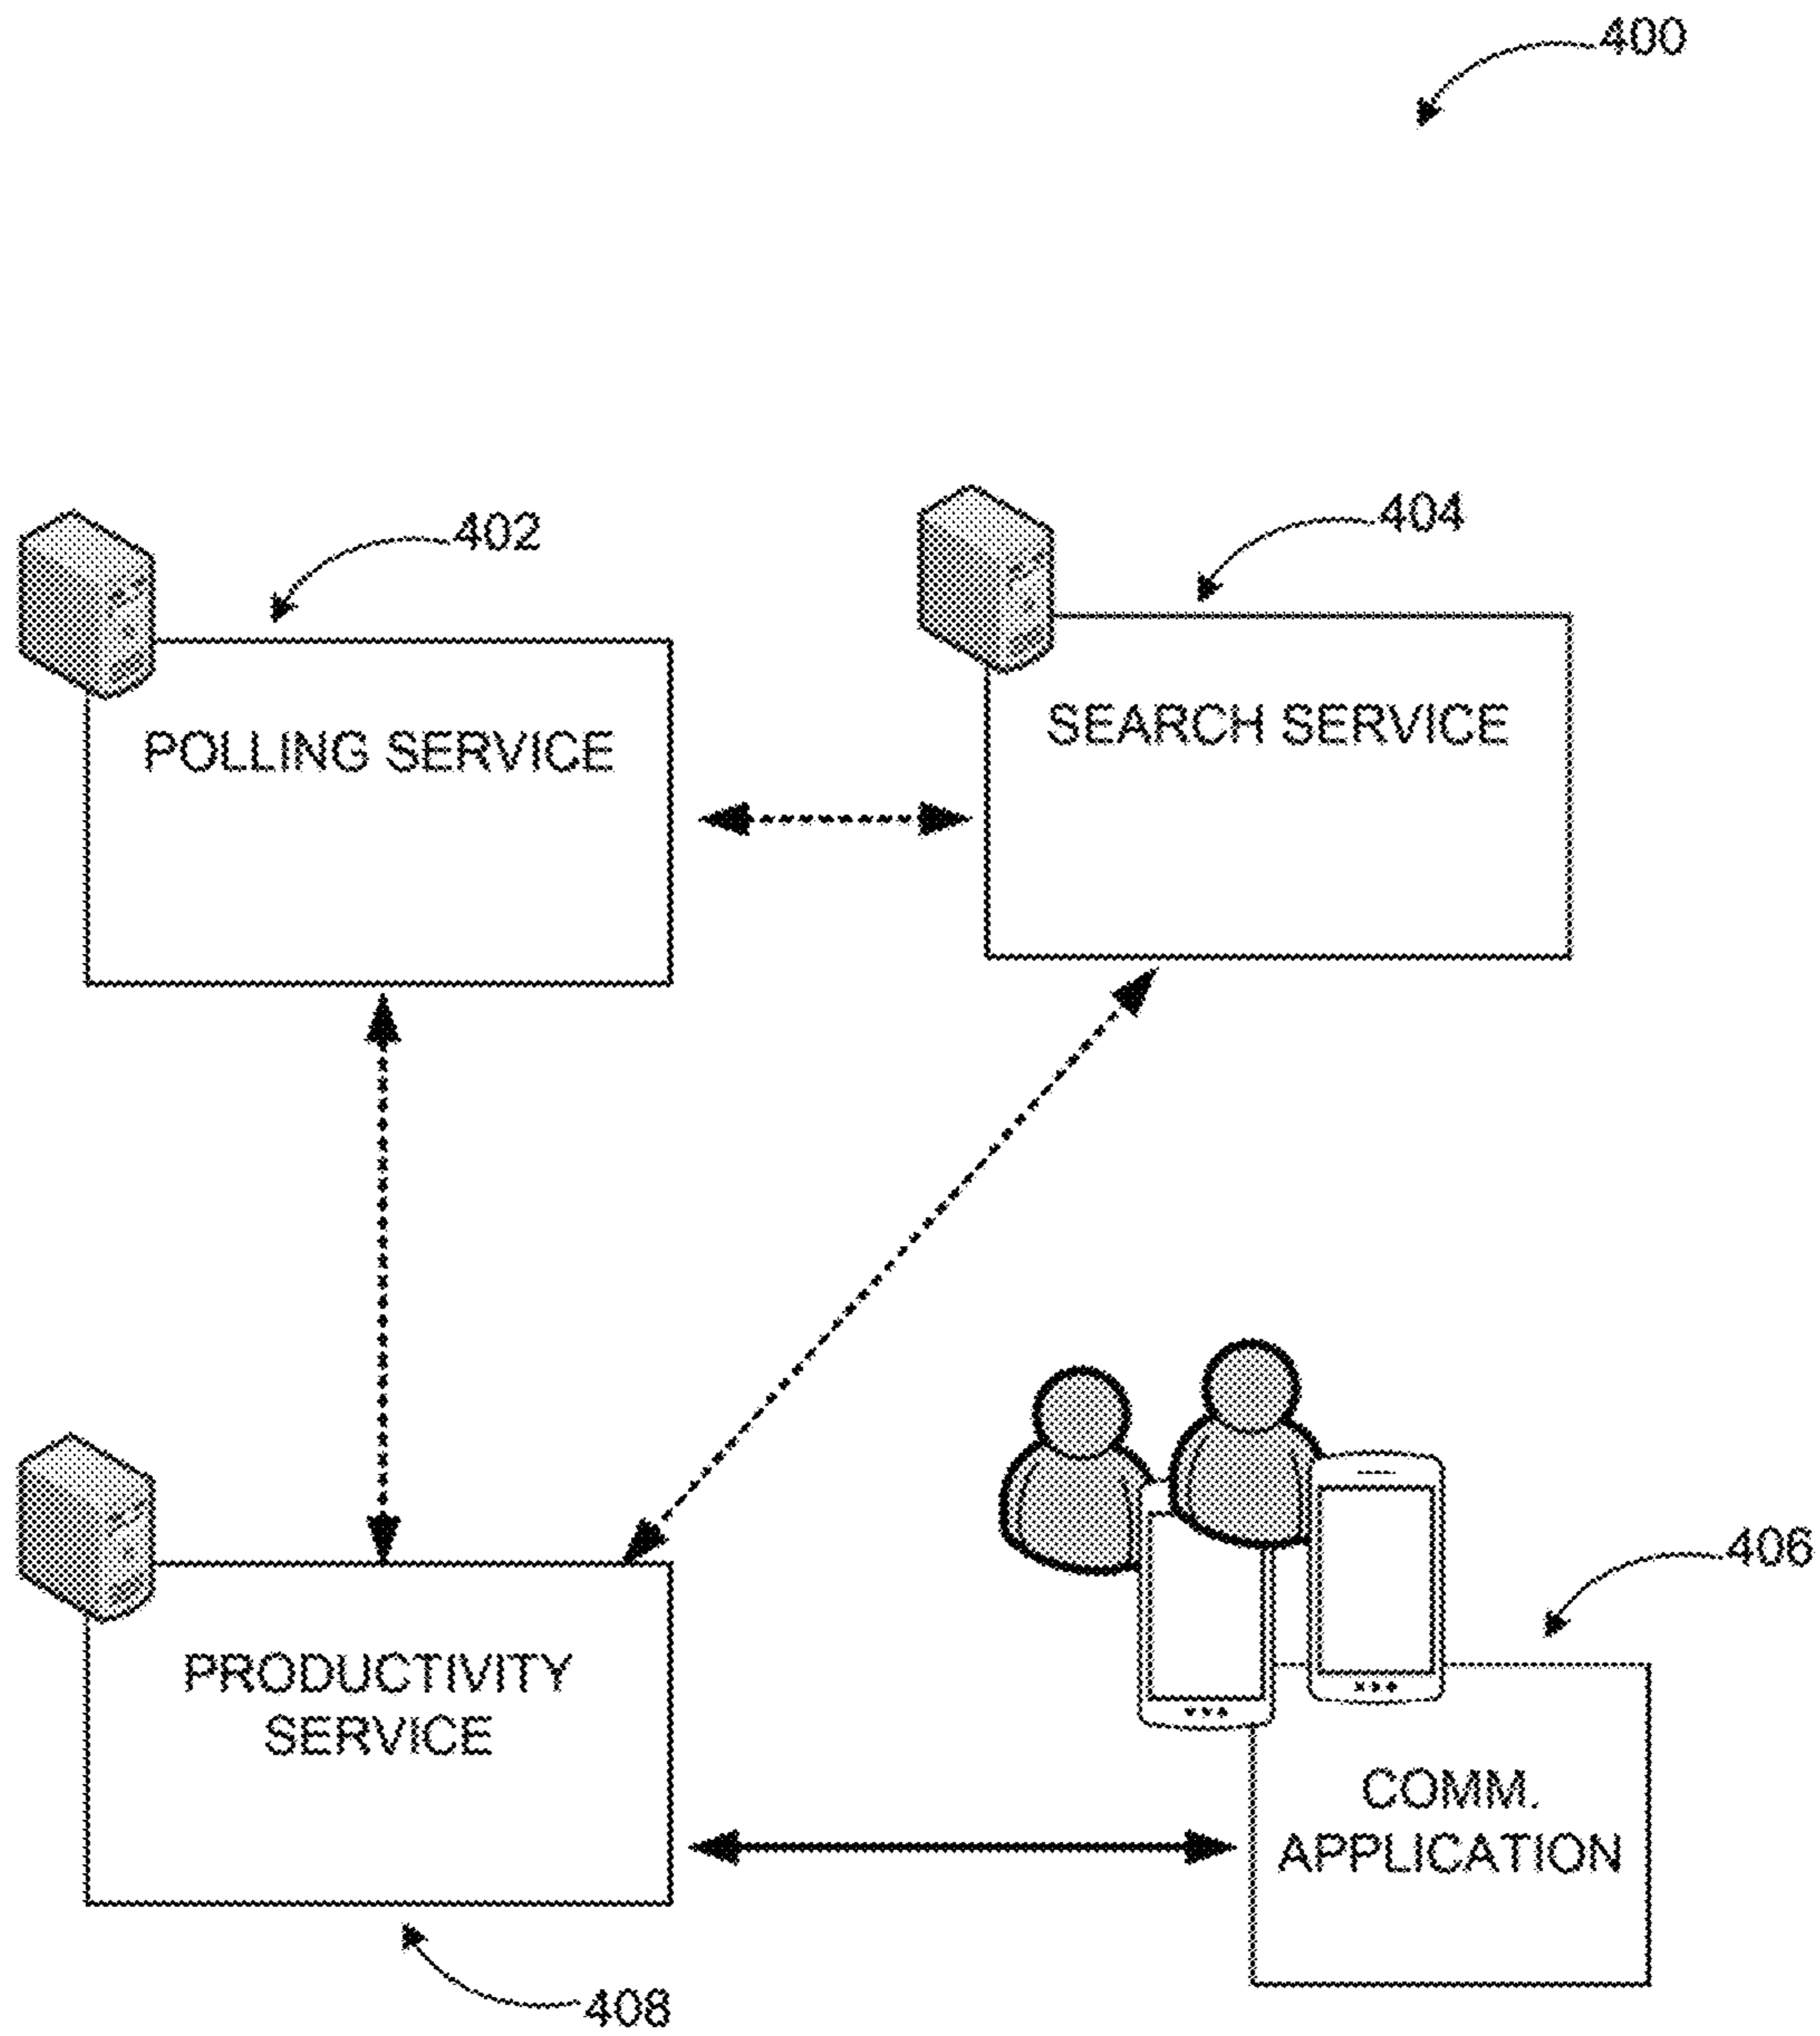 400
402
404
POLLING SERVICE
SEARCH SERVICE
406
PRODUCTIVITY
SERVICE
COMM.
APPLICATION
408